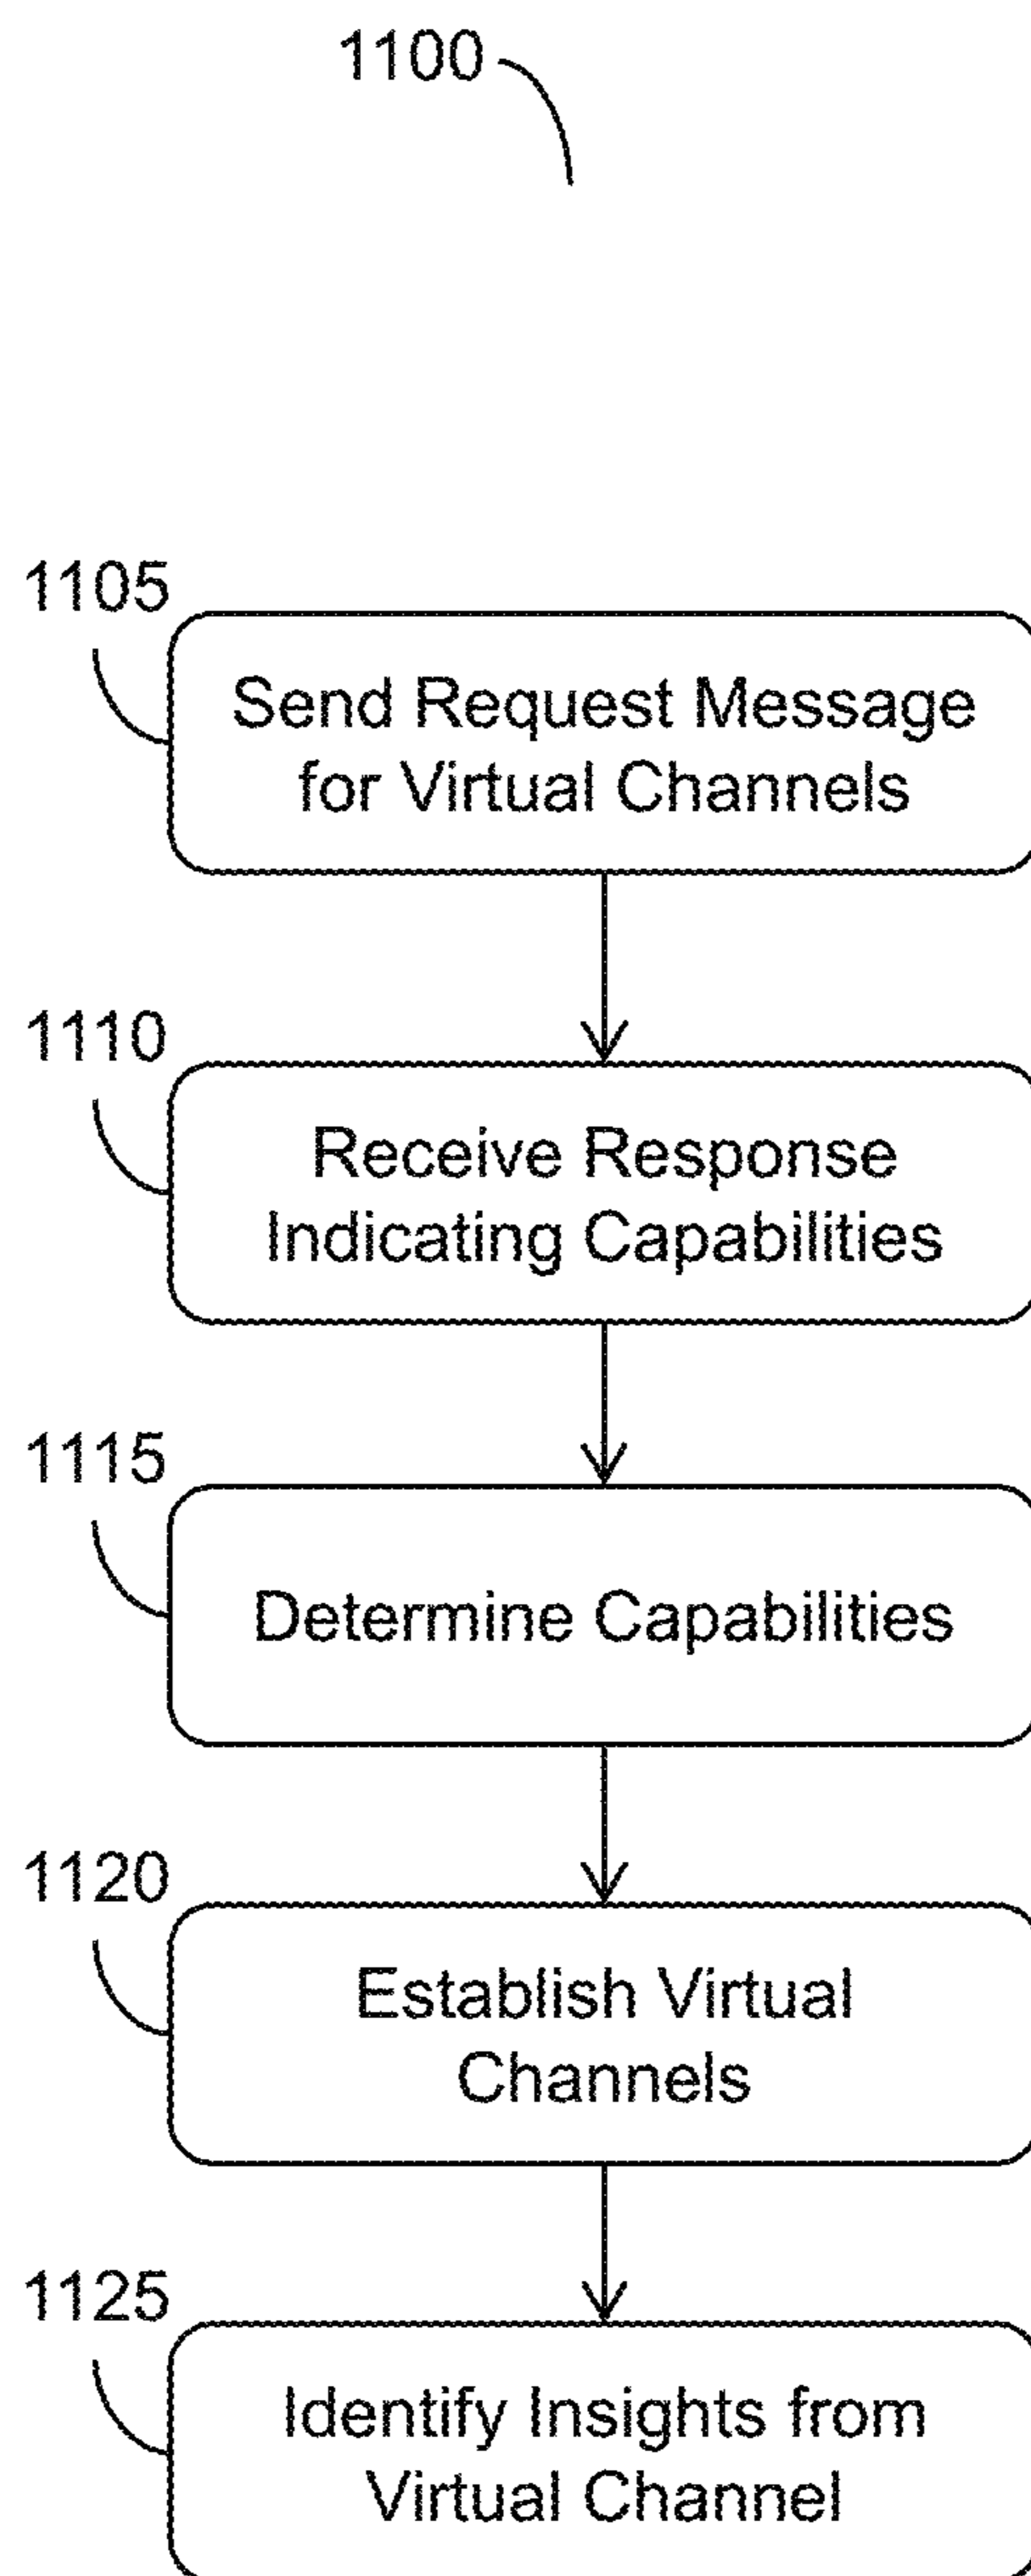 1100
1105
Send Request Message
for Virtual Channels
1110
Receive Response
Indicating Capabilities
1115
Determine Capabilities
1120
Establish Virtual
Channels
1125
Identify Insights from
Virtual Channel